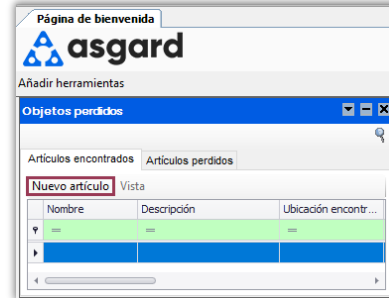 Página de bienvenida
asgard
Añadir herramientas
Objetos perdidos
Artículos encontrados Artículos perdidos
Nuevo artículo Vista
Nombre Descripción Ubicación encontr...
= = =